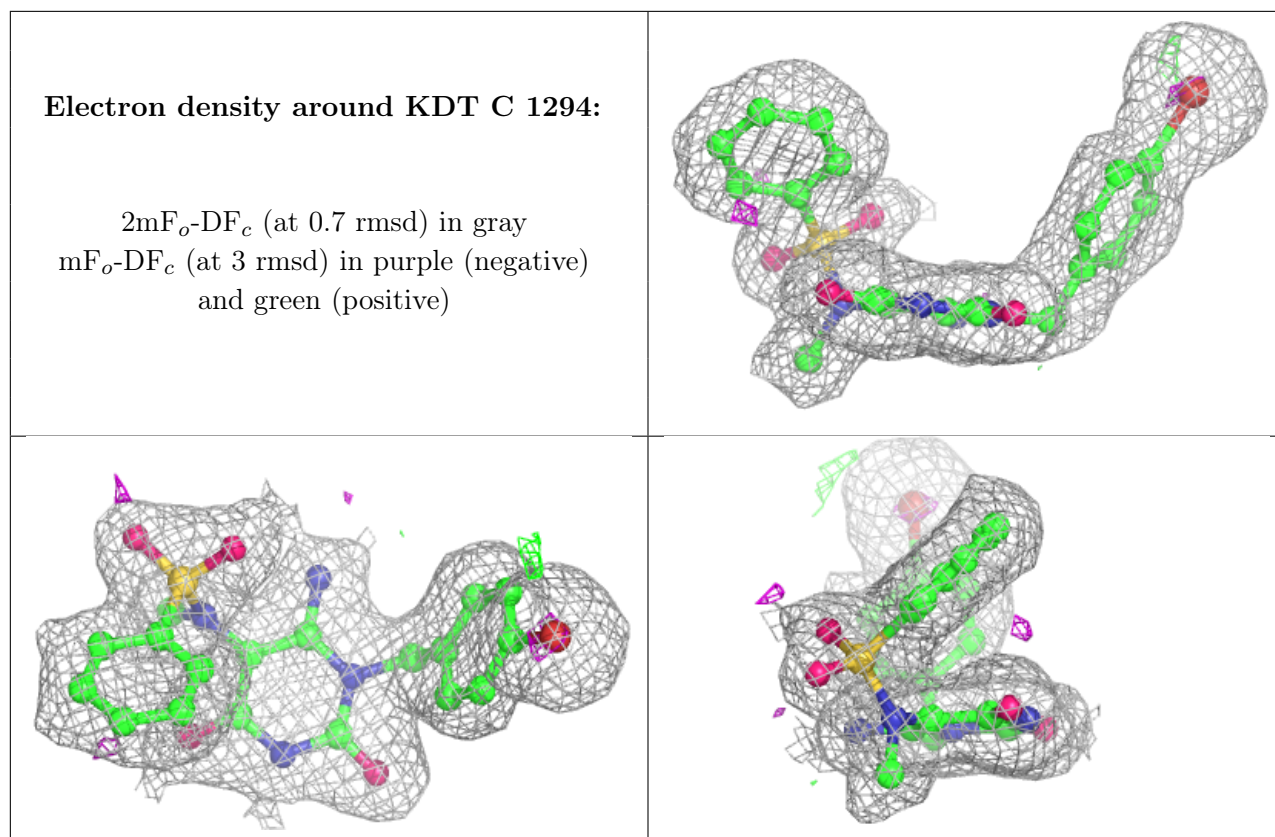 Electron density around KDT C 1294:
2mFo-DFc (at 0.7 rmsd) in gray
mFo-DFc (at 3 rmsd) in purple (negative)
and green (positive)